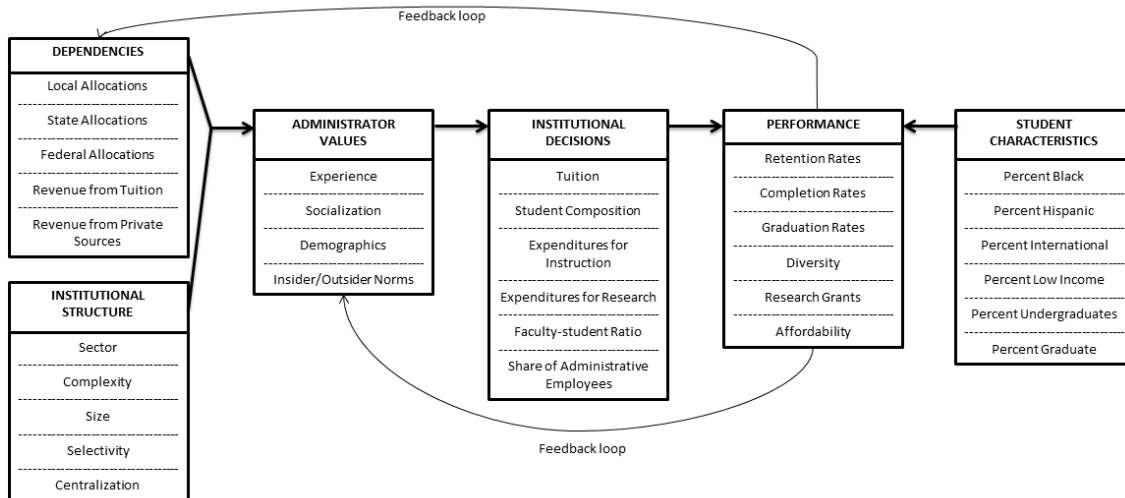 Feedback loop
DEPENDENCIES
Local Allocations
State Allocations
Federal Allocations
Revenue from Tuition
Revenue from Private
Sources
INSTITUTIONAL
STRUCTURE
Sector
Complexity
Size
Selectivity
Centralization
ADMINISTRATOR
VALUES
Experience
Socialization
Demographics
Insider/Outsider Norms
INSTITUTIONAL
DECISIONS
Tuition
Student Composition
Expenditures for
Instruction
Expenditures for Research
Faculty-student Ratio
Share of Administrative
Employees
PERFORMANCE
Retention Rates
Completion Rates
Graduation Rates
Diversity
Research Grants
Affordability
STUDENT
CHARACTERISTICS
Percent Black
Percent Hispanic
Percent International
Percent Low Income
Percent Undergraduates
Percent Graduate
Feedback loop